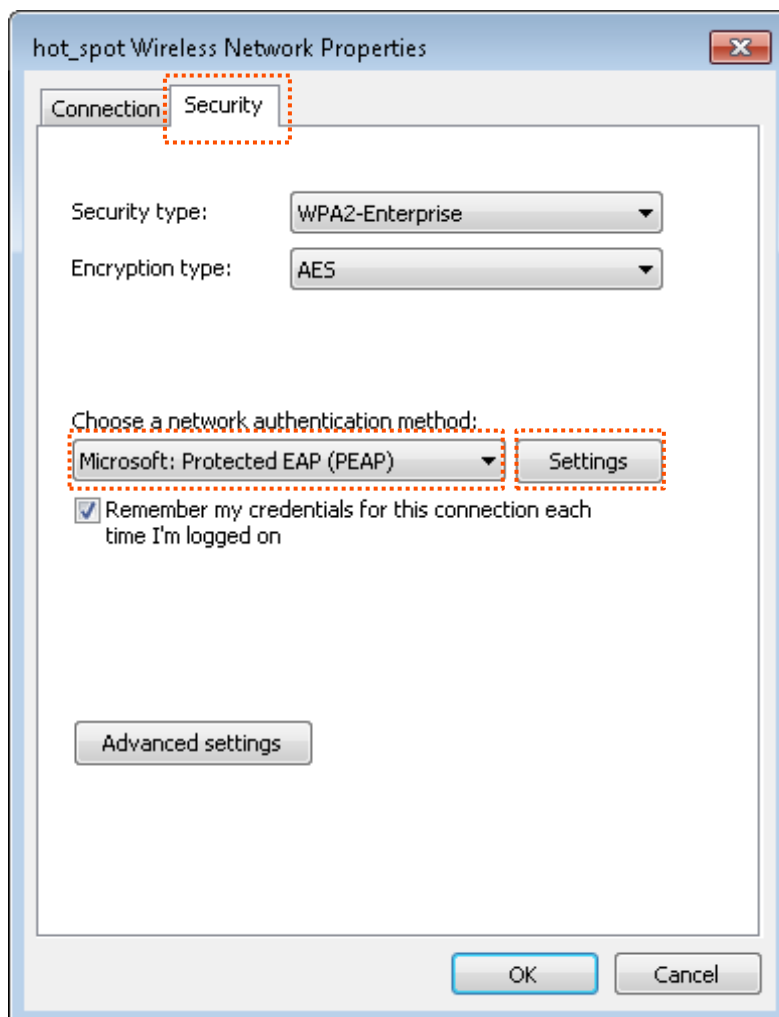 hot_spot Wireless Network Properties
Connection
Security
Security type:
WPA2-Enterprise
Encryption type:
AES
Choose a network authentication method:
Microsoft: Protected EAP (PEAP)
Settings
Remember my credentials for this connection each
time I'm logged on
Advanced settings
OK
Cancel